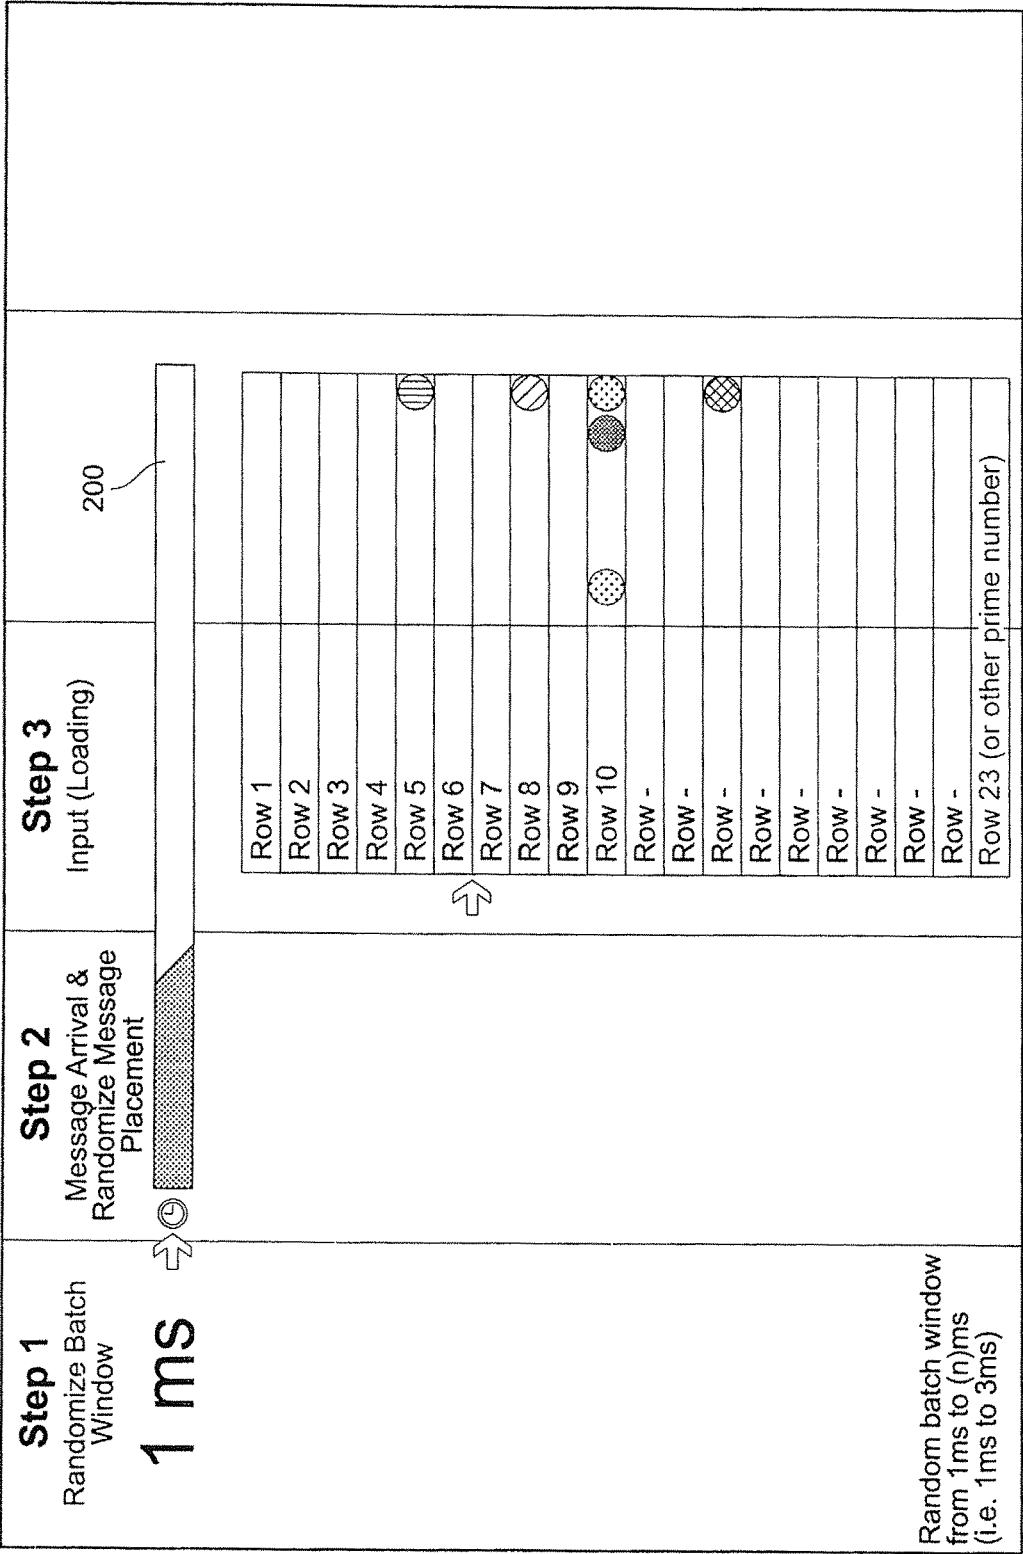 Step 1
Randomize Batch
Window
1 ms
Random batch window
from 1ms to (n)ms
(i.e. 1ms to 3ms)
Step 2
Message Arrival &
Randomize Message
Placement
Step 3
Input (Loading)
200
Row 1
Row 2
Row 3
Row 4
Row 5
Row 6
Row 7
Row 8
Row 9
Row 10
Row -
Row -
Row -
Row -
Row -
Row -
Row -
Row -
Row -
Row 23 (or other prime number)